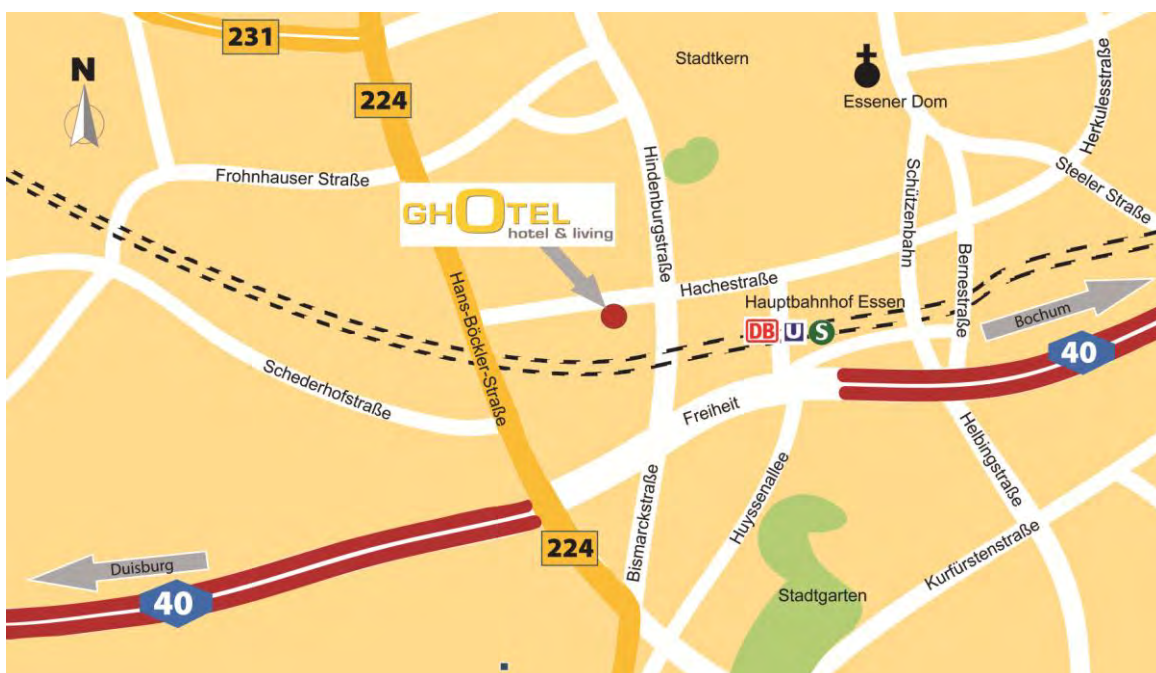 231
Stadtkern
N
224
Essener Dom
Herkulesstraße
Frohnhauser Straße
Hindenburgstraße
Schützenbahn
Steeler Straße
GHOTEL
hotel & living
Bernestraße
Hachestraße
Hans-Böckler-Straße
Hauptbahnhof Essen
DB U S
Bochum
40
Schederhofstraße
Freiheit
Helbingstraße
Huyssenallee
Bismarckstraße
224
Kurfürstenstraße
Duisburg
40
Stadtgarten